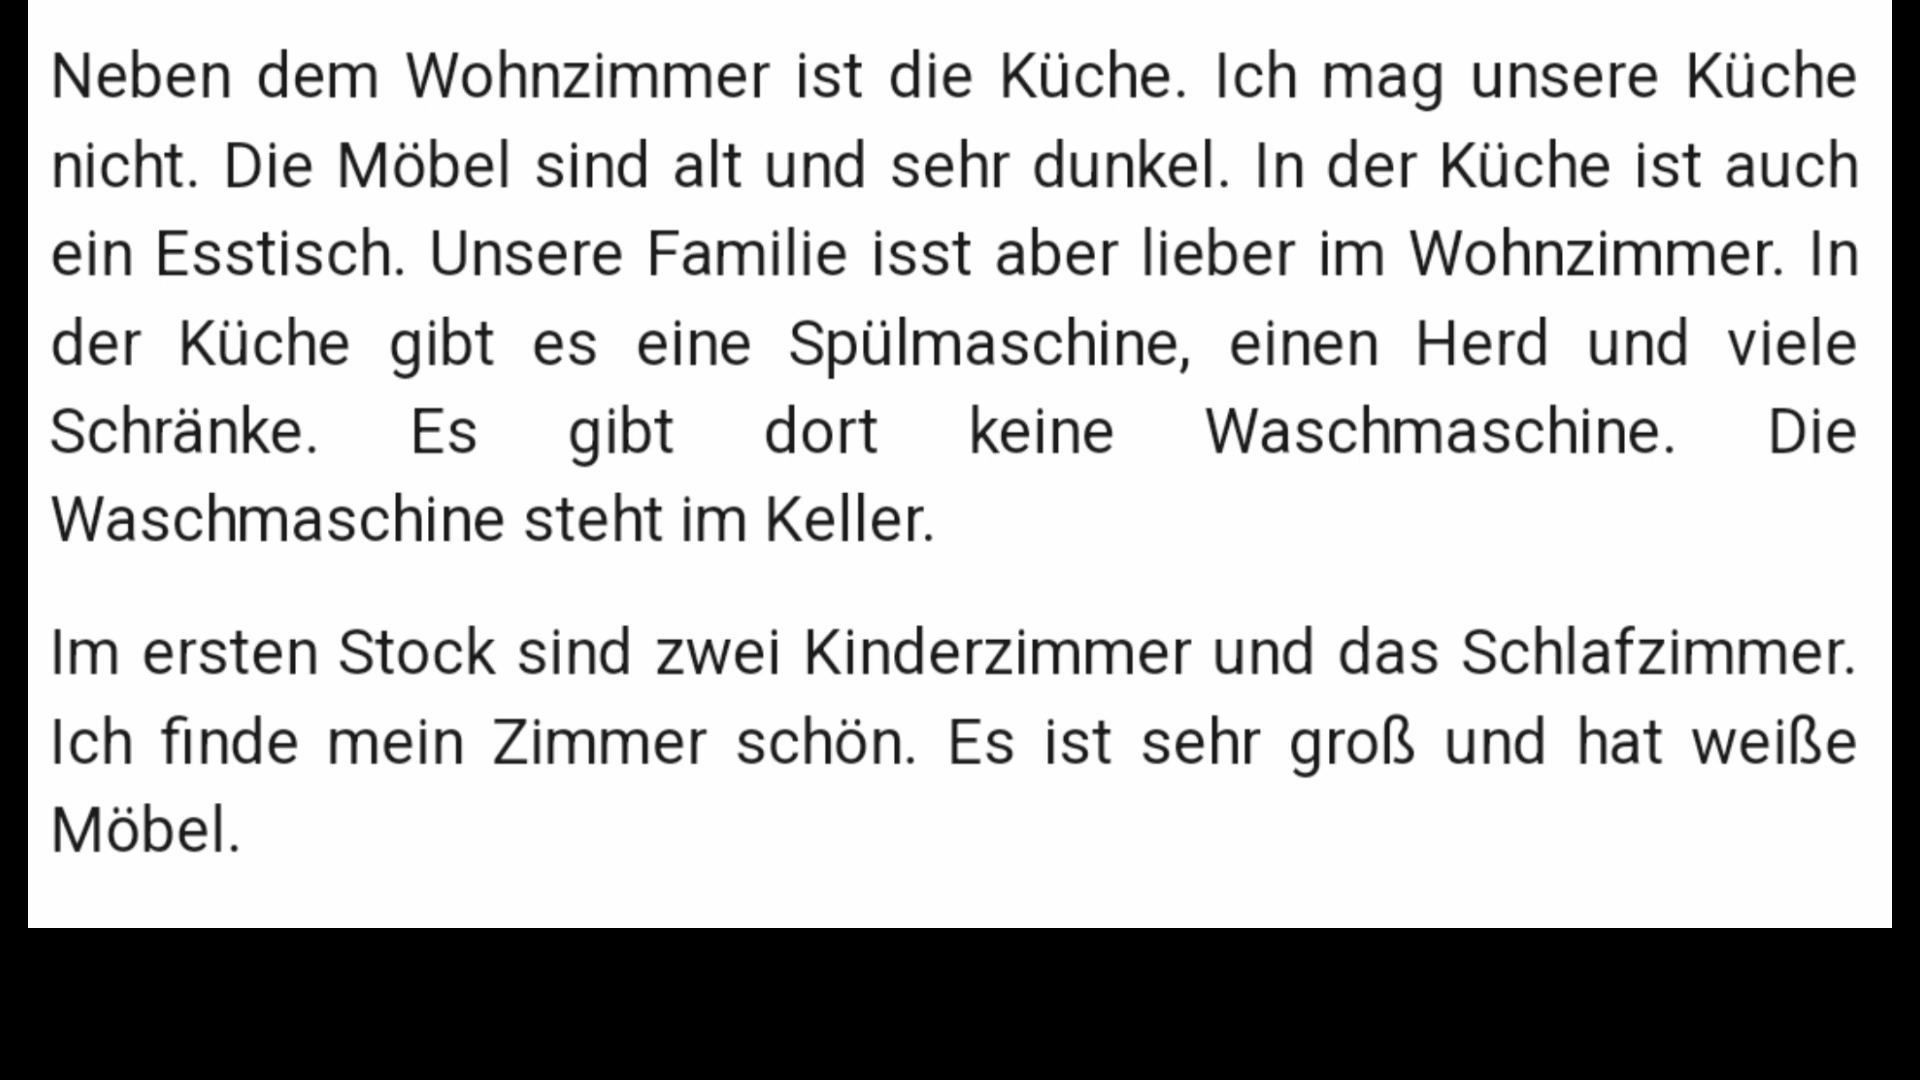 Neben dem Wohnzimmer ist die Küche. Ich mag unsere Küche
nicht. Die Möbel sind alt und sehr dunkel. In der Küche ist auch
ein Esstisch. Unsere Familie isst aber lieber im Wohnzimmer. In
der Küche gibt es eine Spülmaschine, einen Herd und viele
Schränke. Es gibt dort keine Waschmaschine. Die
Waschmaschine steht im Keller.
Im ersten Stock sind zwei Kinderzimmer und das Schlafzimmer.
Ich finde mein Zimmer schön. Es ist sehr groß und hat weiße
Möbel.